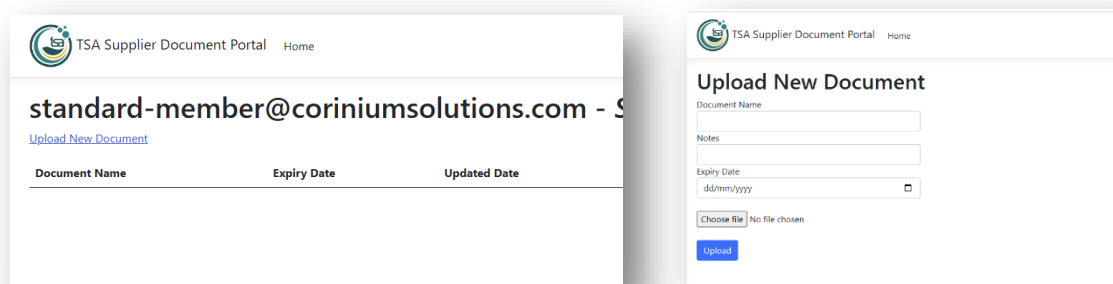 tsa TSA Supplier Document Portal Home
standard-member@coriniumsolutions.com - S
Upload New Document
Document Name Expiry Date Updated Date
tsa TSA Supplier Document Portal Home
Upload New Document
Document Name
Notes
Expiry Date
dd/mm/yyyy
Choose file No file chosen
Upload